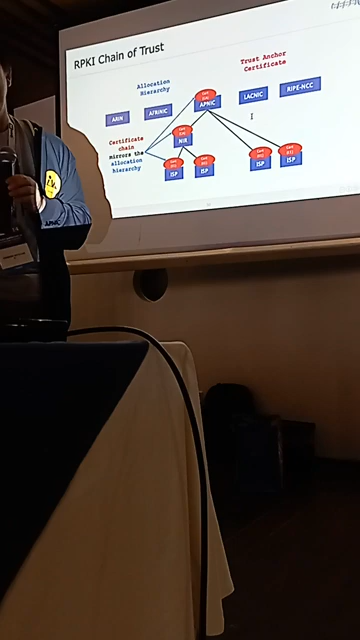 RPKI Chain of Trust
Allocation
Hierarchy
Trust Anchor
Certificate
ARIN
AFRINIC
APNIC
LACNIC
RIPE-NCC
Certificate
chain
mirrors the
allocation
hierarchy
NIR
ISP
ISP
ISP
ISP